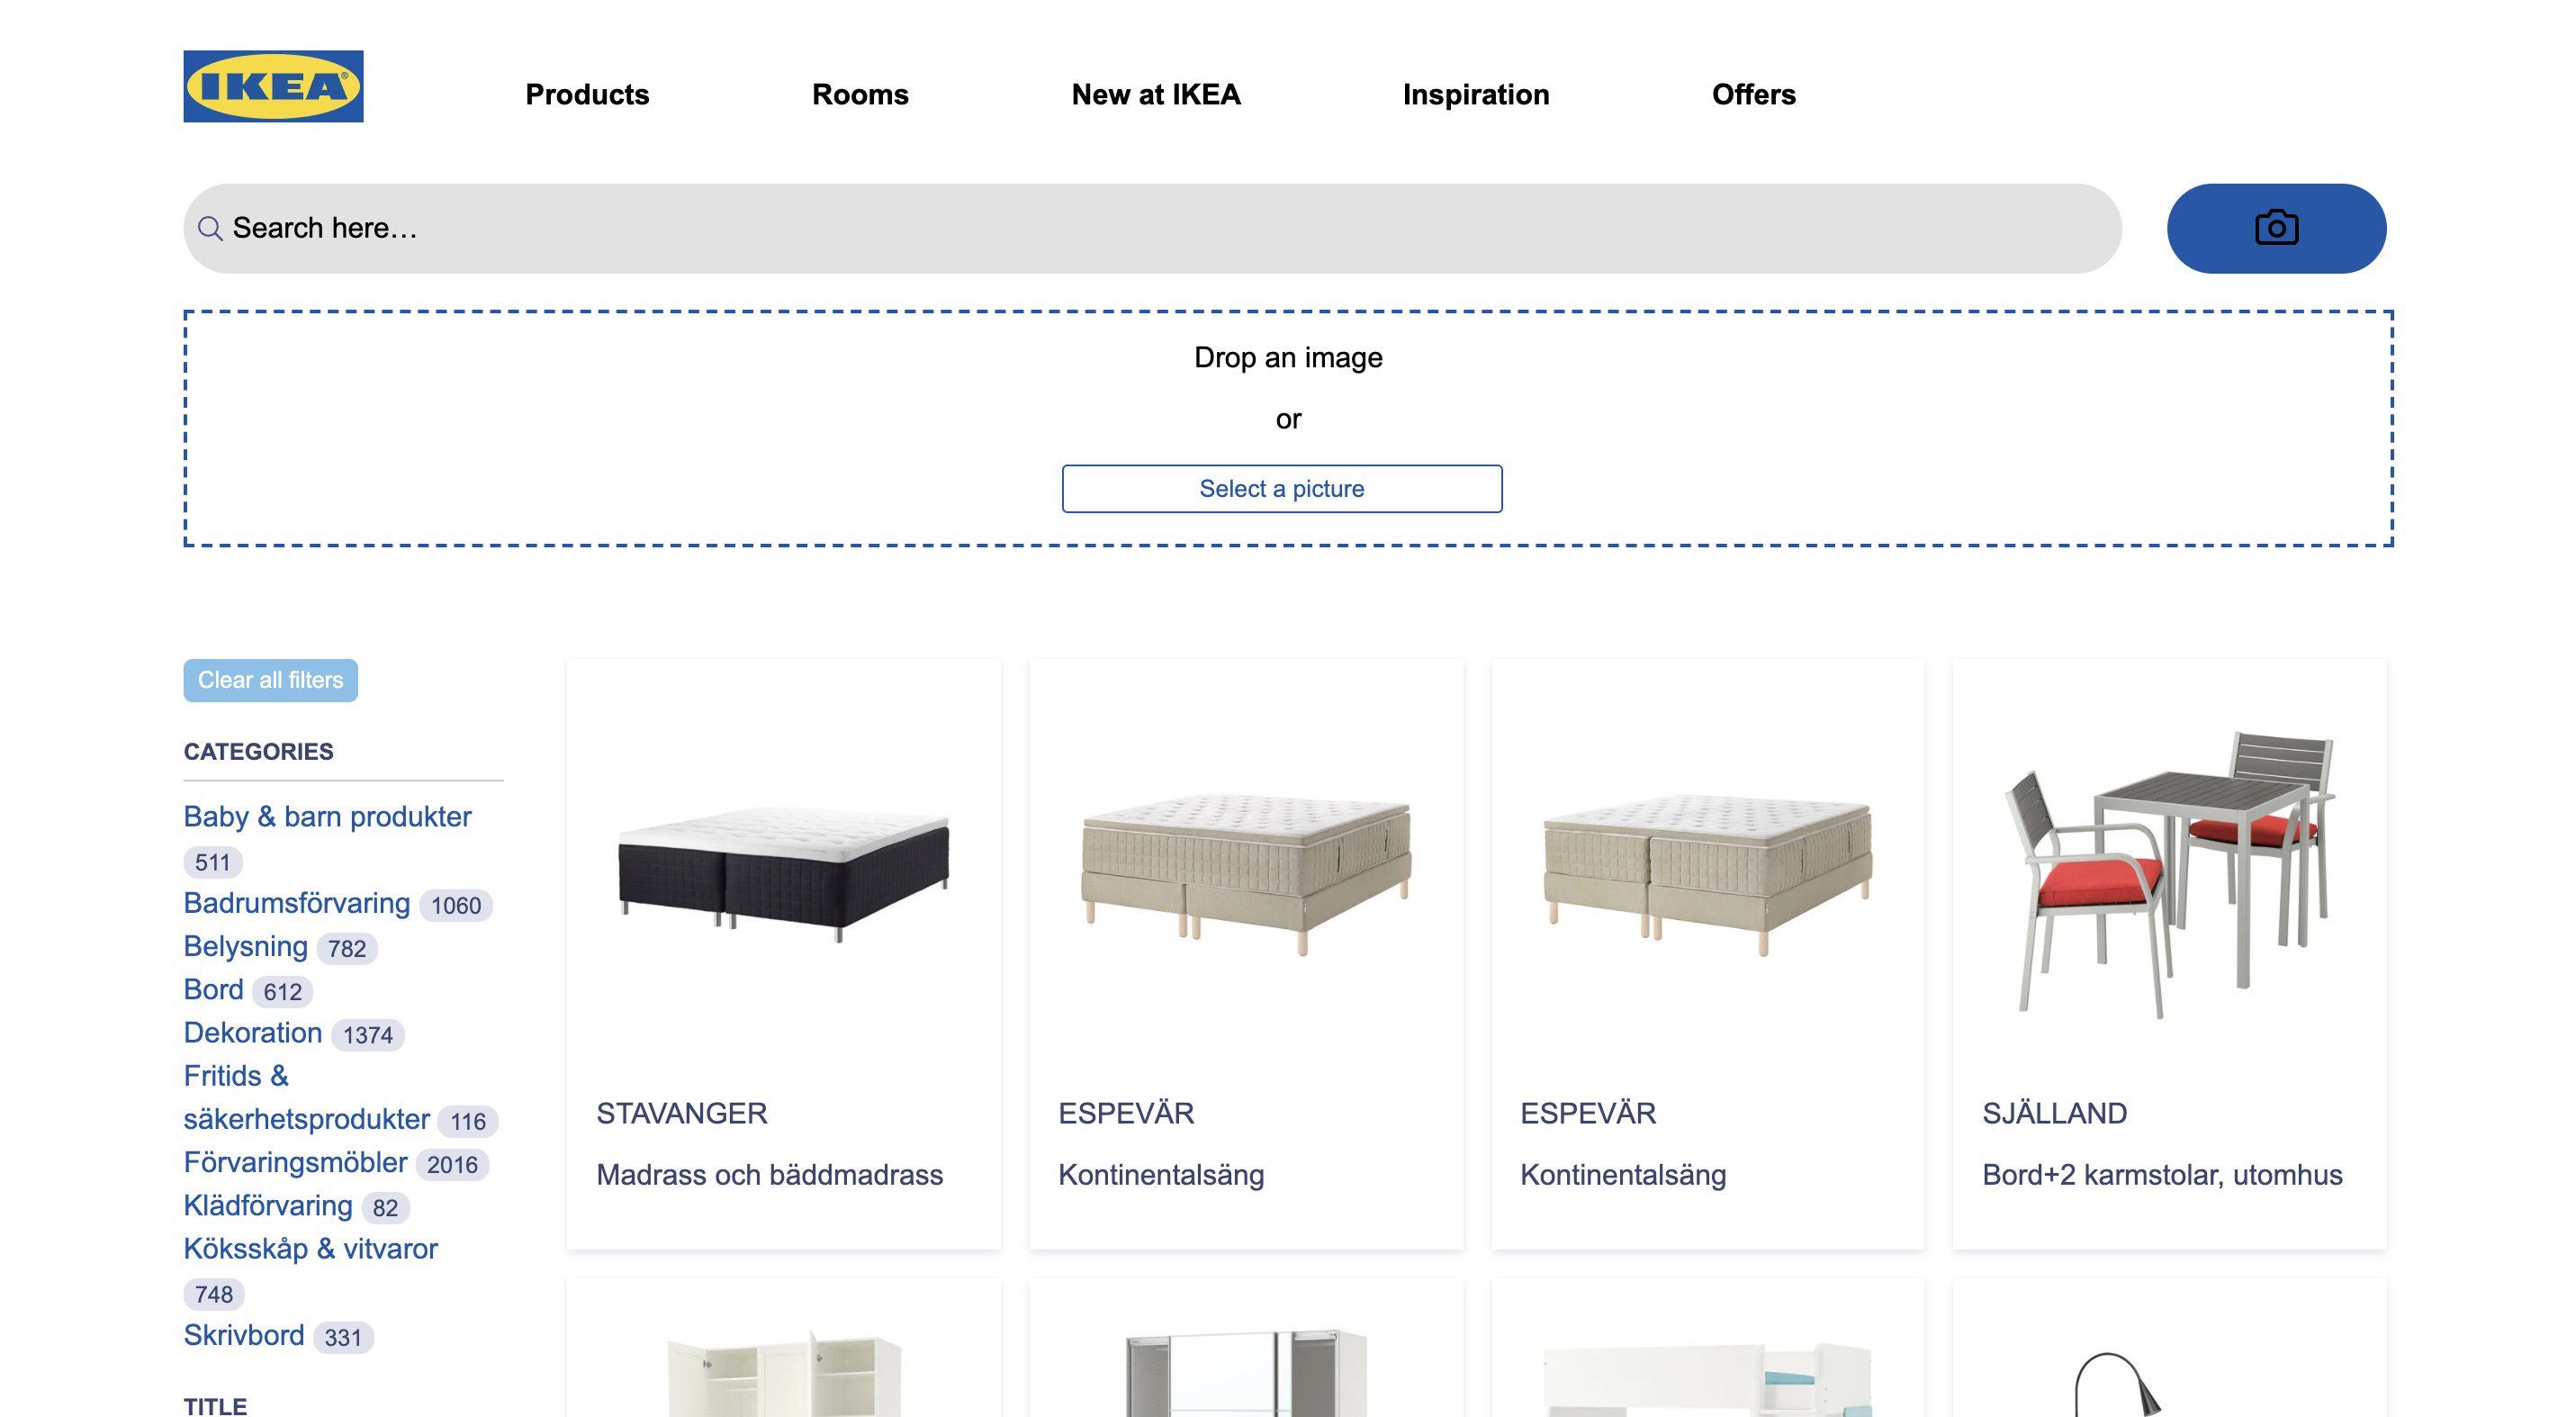 IKEA®
Products Rooms New at IKEA Inspiration Offers
Search here…
Drop an image
or
Select a picture
Clear all filters
CATEGORIES
Baby & barn produkter
511
Badrumsförvaring 1060
Belysning 782
Bord 612
Dekoration 1374
Fritids &
säkerhetsprodukter 116
Förvaringsmöbler 2016
Klädförvaring 82
Köksskåp & vitvaror
748
Skrivbord 331
TITLE
STAVANGER
Madrass och bäddmadrass
ESPEVÄR
Kontinentalsäng
ESPEVÄR
Kontinentalsäng
SJÄLLAND
Bord+2 karmstolar, utomhus